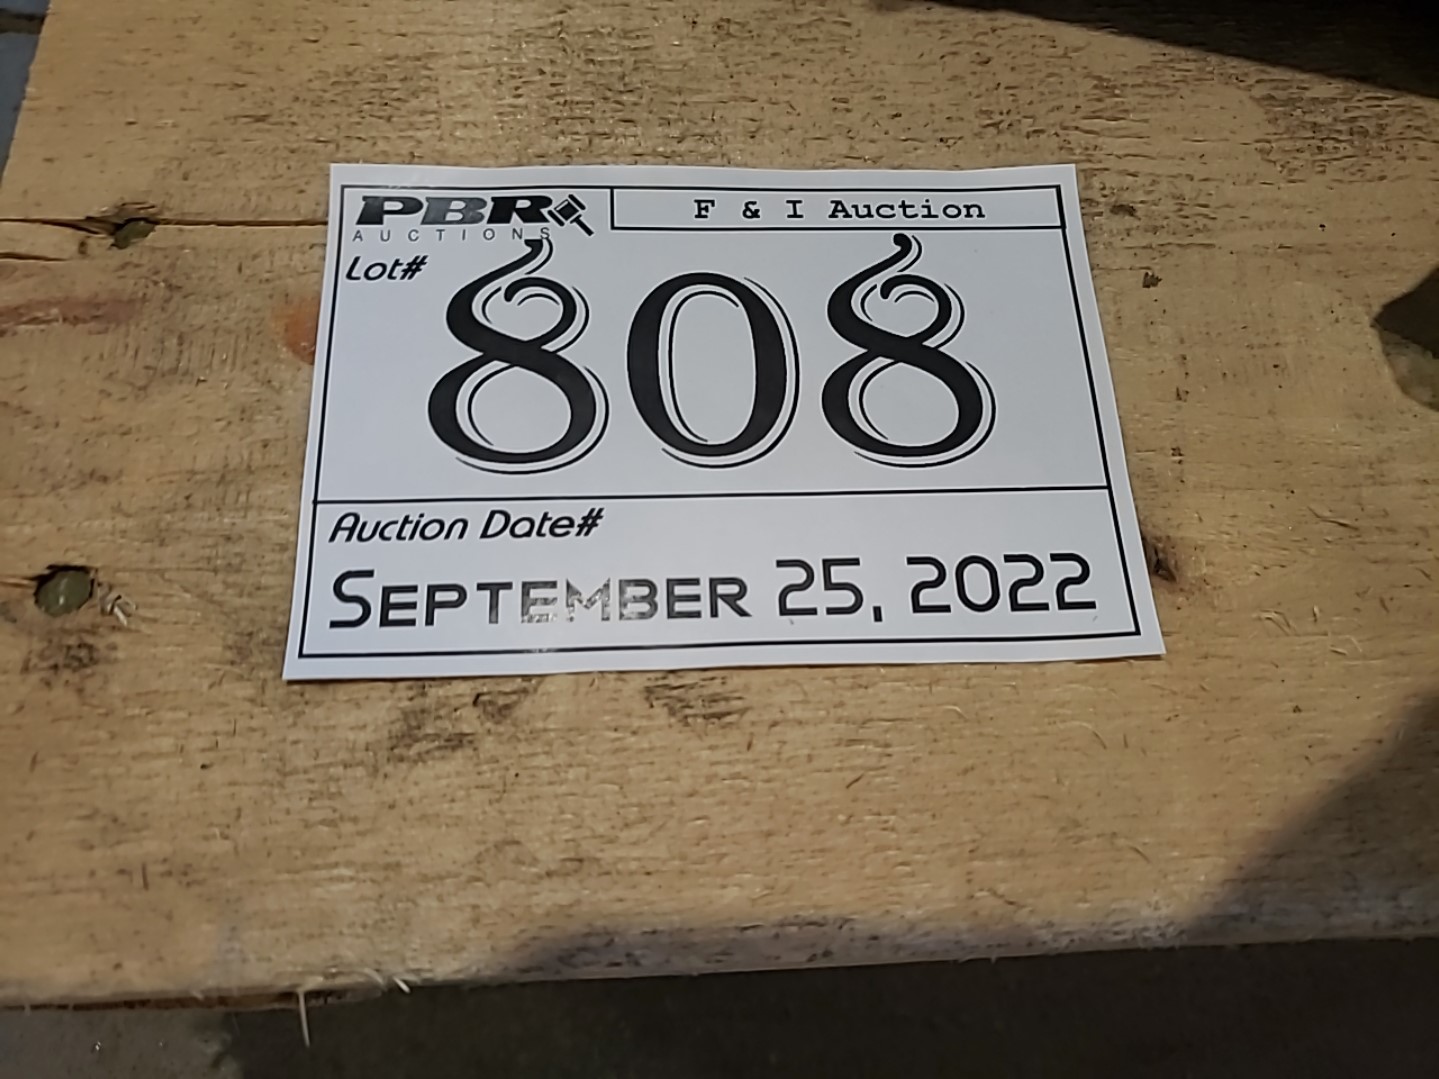 PBR
AUCTIONS
F & I Auction
Lot#
808
Auction Date#
September 25, 2022